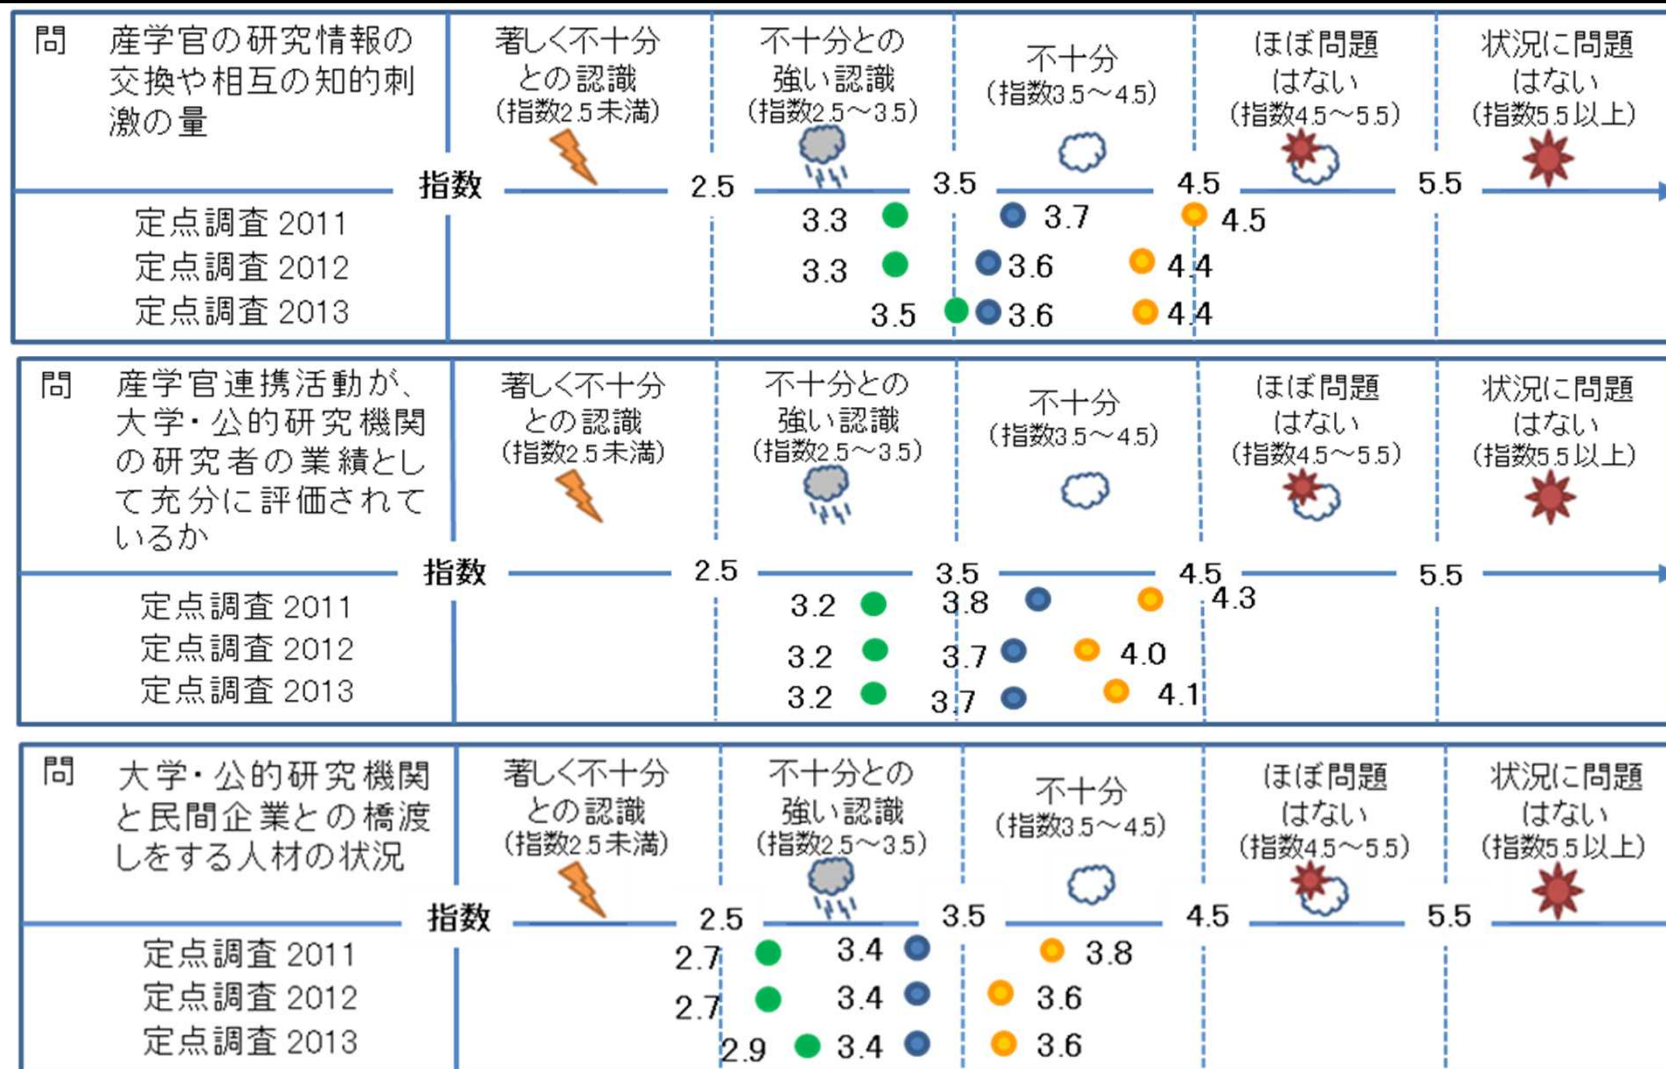 問 産学官の研究情報の
交換や相互の知的刺
激の量
著しく不十分
との認識
(指数2.5未満)
不十分との
強い認識
(指数2.5～3.5)
不十分
(指数3.5～4.5)
ほぼ問題
はない
(指数4.5～5.5)
状況に問題
はない
(指数5.5以上)
指数 2.5 3.5 4.5 5.5
定点調査 2011 3.3 3.7 4.5
定点調査 2012 3.3 3.6 4.4
定点調査 2013 3.5 3.6 4.4
問 産学官連携活動が、
大学・公的研究機関
の研究者の業績とし
て充分に評価されて
いるか
著しく不十分
との認識
(指数2.5未満)
不十分との
強い認識
(指数2.5～3.5)
不十分
(指数3.5～4.5)
ほぼ問題
はない
(指数4.5～5.5)
状況に問題
はない
(指数5.5以上)
指数 2.5 3.5 4.5 5.5
定点調査 2011 3.2 3.8 4.3
定点調査 2012 3.2 3.7 4.0
定点調査 2013 3.2 3.7 4.1
問 大学・公的研究機関
と民間企業との橋渡
しをする人材の状況
著しく不十分
との認識
(指数2.5未満)
不十分との
強い認識
(指数2.5～3.5)
不十分
(指数3.5～4.5)
ほぼ問題
はない
(指数4.5～5.5)
状況に問題
はない
(指数5.5以上)
指数 2.5 3.5 4.5 5.5
定点調査 2011 2.7 3.4 3.8
定点調査 2012 2.7 3.4 3.6
定点調査 2013 2.9 3.4 3.6